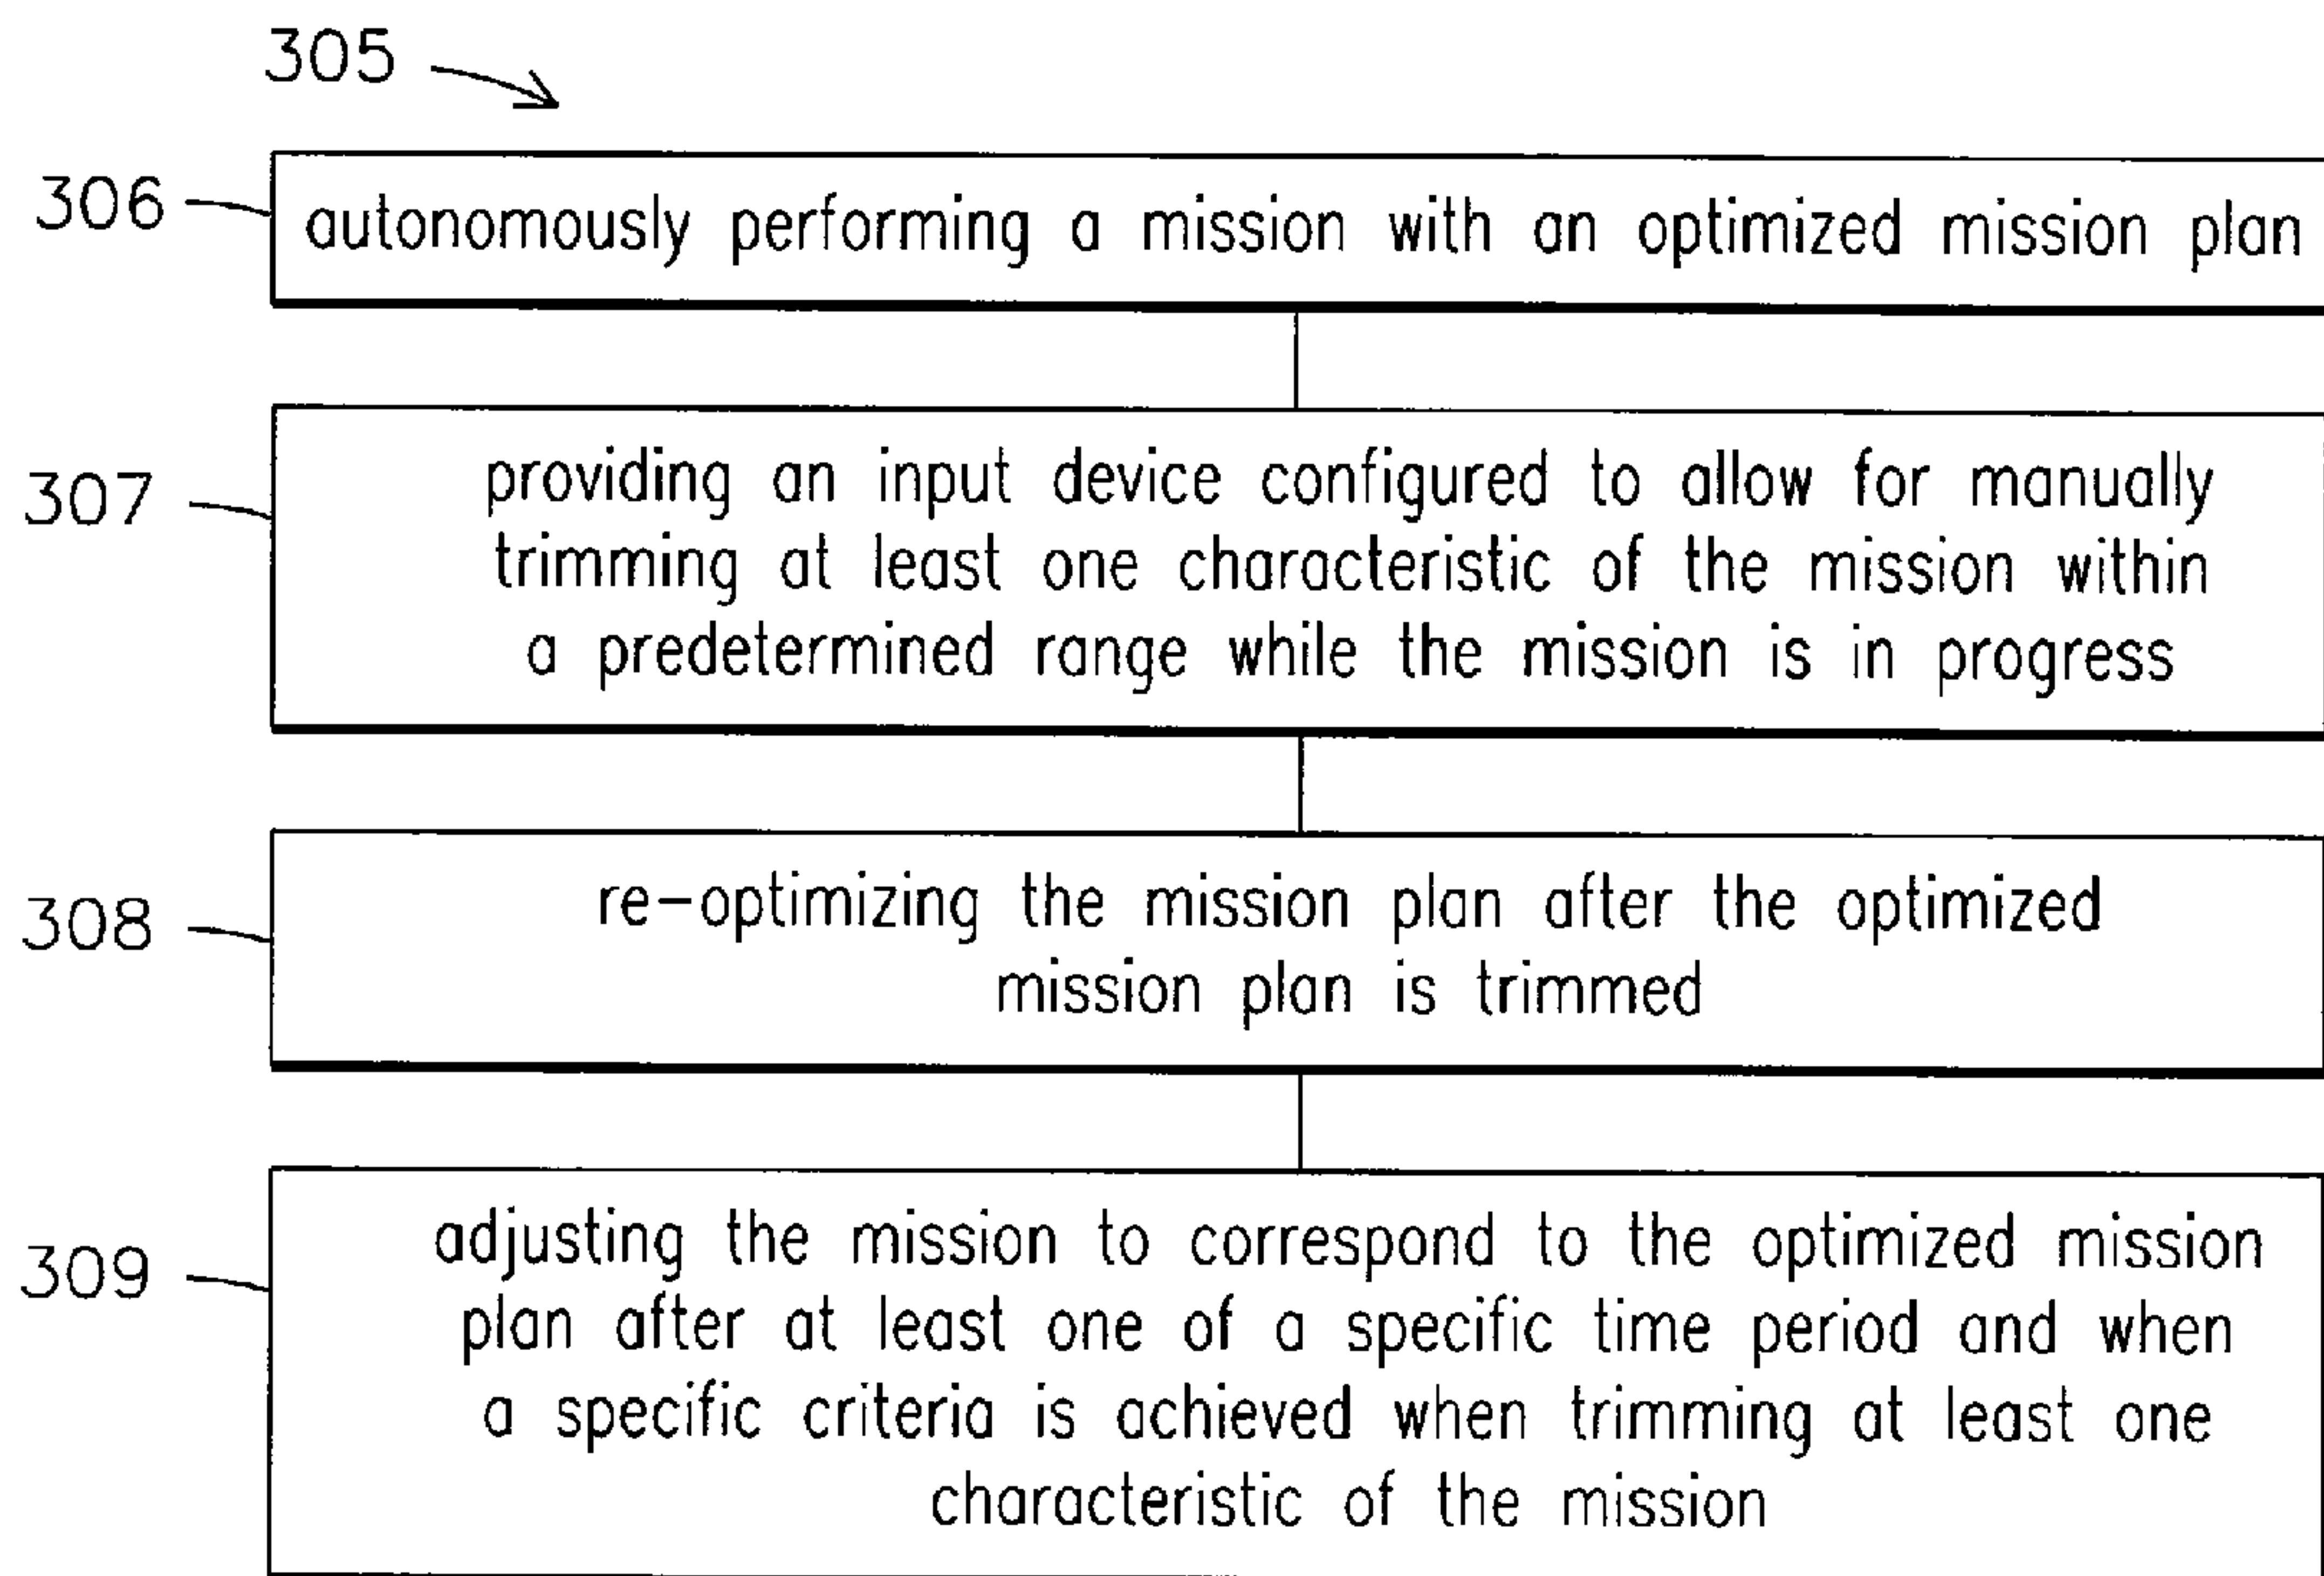 305
306
autonomously performing a mission with an optimized mission plan
307
providing an input device configured to allow for manually
trimming at least one characteristic of the mission within
a predetermined range while the mission is in progress
308
re-optimizing the mission plan after the optimized
mission plan is trimmed
309
adjusting the mission to correspond to the optimized mission
plan after at least one of a specific time period and when
a specific criteria is achieved when trimming at least one
characteristic of the mission